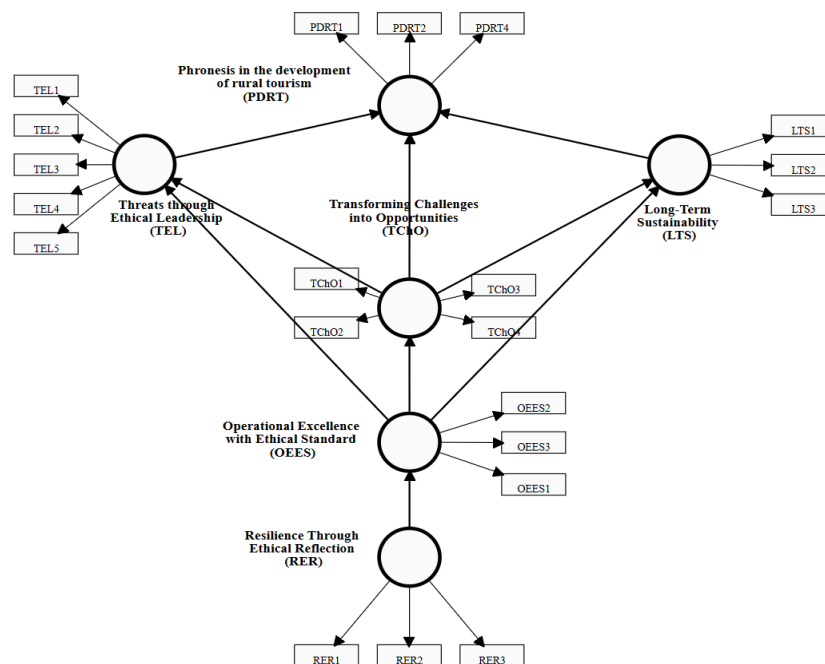 PDRT1
PDRT2
PDRT4
Phronesis in the development
of rural tourism
(PDRT)
TEL1
TEL2
TEL3
TEL4
TEL5
LTS1
LTS2
LTS3
Threats through
Ethical Leadership
(TEL)
Transforming Challenges
into Opportunities
(TChO)
Long-Term
Sustainability
(LTS)
TChO1
TChO3
TChO2
TChO4
Operational Excellence
with Ethical Standard
(OEES)
OEES2
OEES3
OEES1
Resilience Through
Ethical Reflection
(RER)
RER1
RER2
RER3